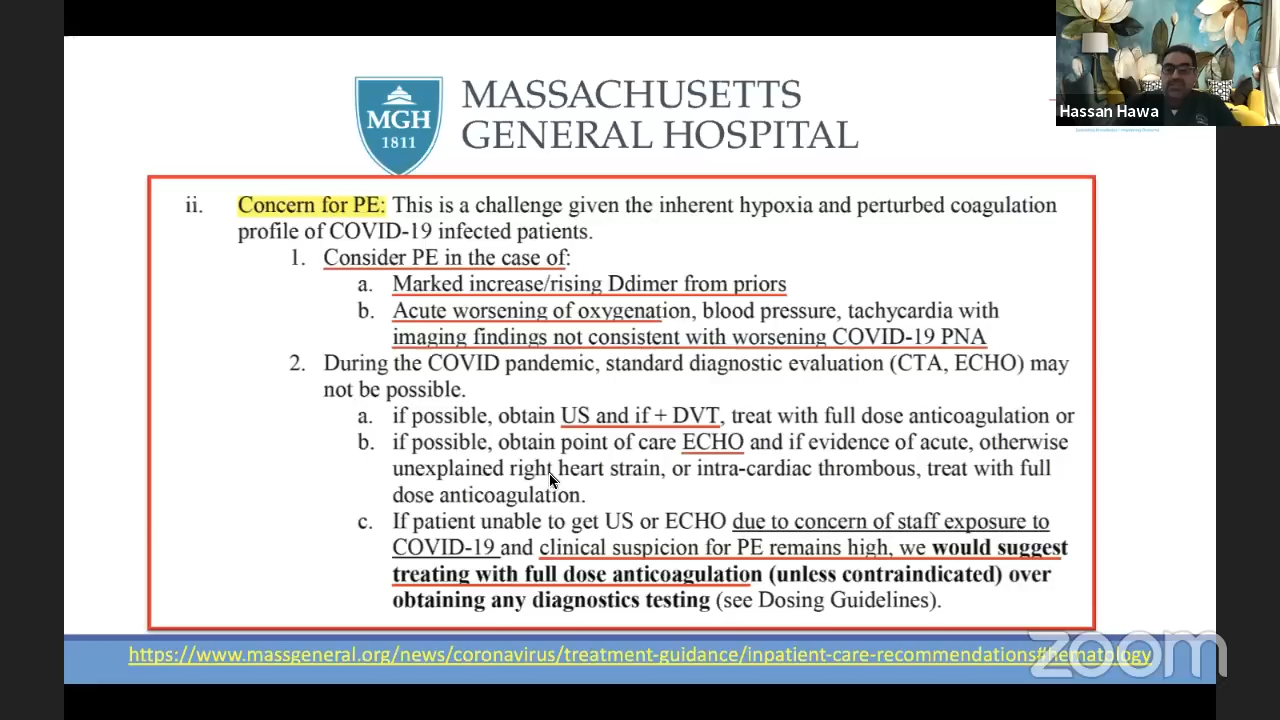 Hassan Hawa
MGH
1811
MASSACHUSETTS
GENERAL HOSPITAL
ii. Concern for PE: This is a challenge given the inherent hypoxia and perturbed coagulation
profile of COVID-19 infected patients.
1. Consider PE in the case of:
a. Marked increase/rising Ddimer from priors
b. Acute worsening of oxygenation, blood pressure, tachycardia with
imaging findings not consistent with worsening COVID-19 PNA
2. During the COVID pandemic, standard diagnostic evaluation (CTA, ECHO) may
not be possible.
a. if possible, obtain US and if + DVT, treat with full dose anticoagulation or
b. if possible, obtain point of care ECHO and if evidence of acute, otherwise
unexplained right heart strain, or intra-cardiac thrombous, treat with full
dose anticoagulation.
c. If patient unable to get US or ECHO due to concern of staff exposure to
COVID-19 and clinical suspicion for PE remains high, we would suggest
treating with full dose anticoagulation (unless contraindicated) over
obtaining any diagnostics testing (see Dosing Guidelines).
https://www.massgeneral.org/news/coronavirus/treatment-guidance/inpatient-care-recommendations#hematology
zoom